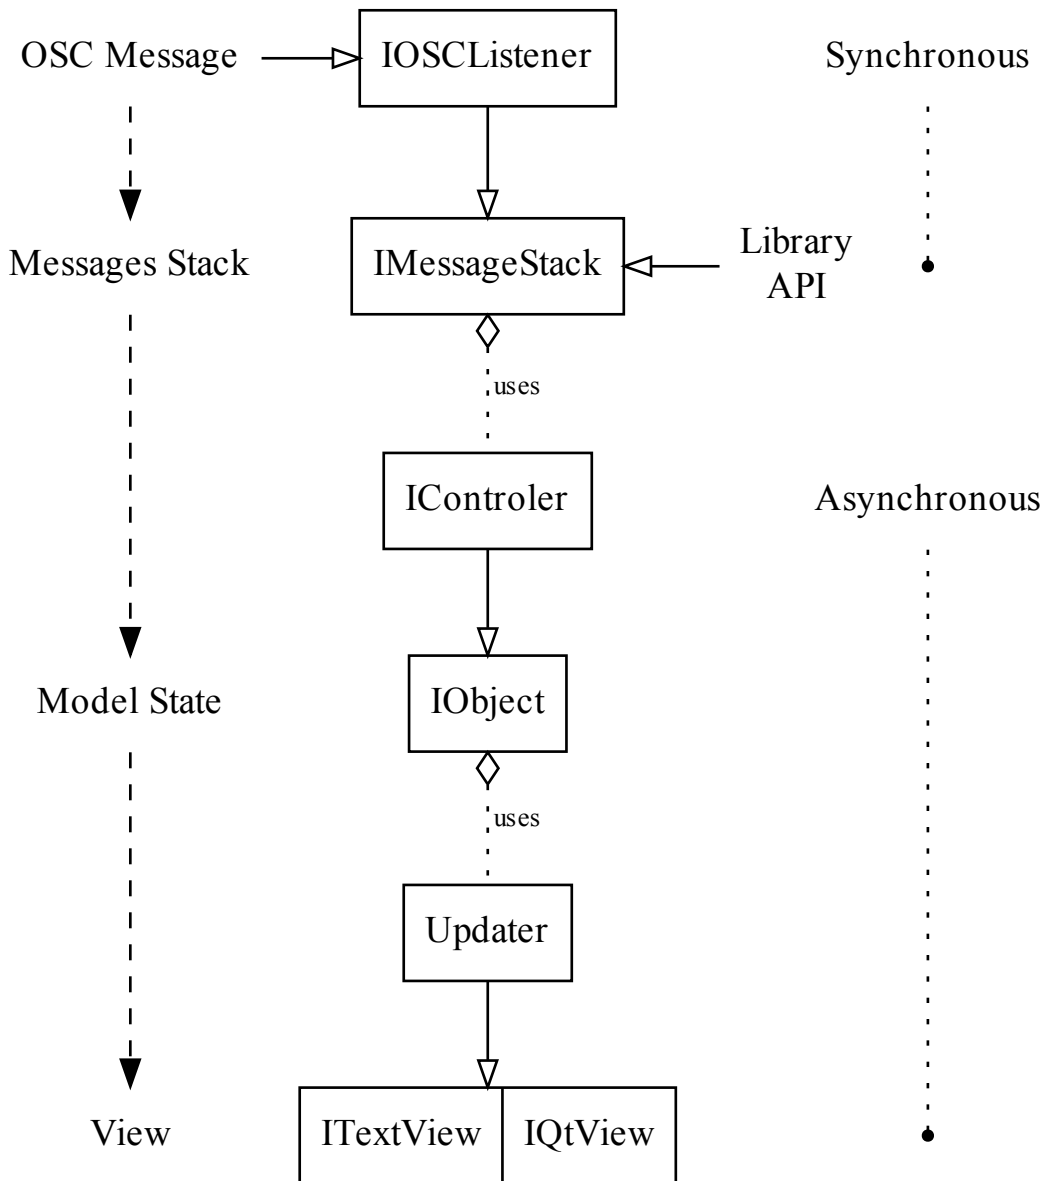 OSC Message
IOSCListener
Synchronous
Messages Stack
IMessageStack
Library
API
uses
IControler
Asynchronous
Model State
IObject
uses
Updater
View
ITextView
IQtView